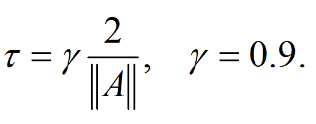 τ = γ 2/‖A‖, γ = 0.9.